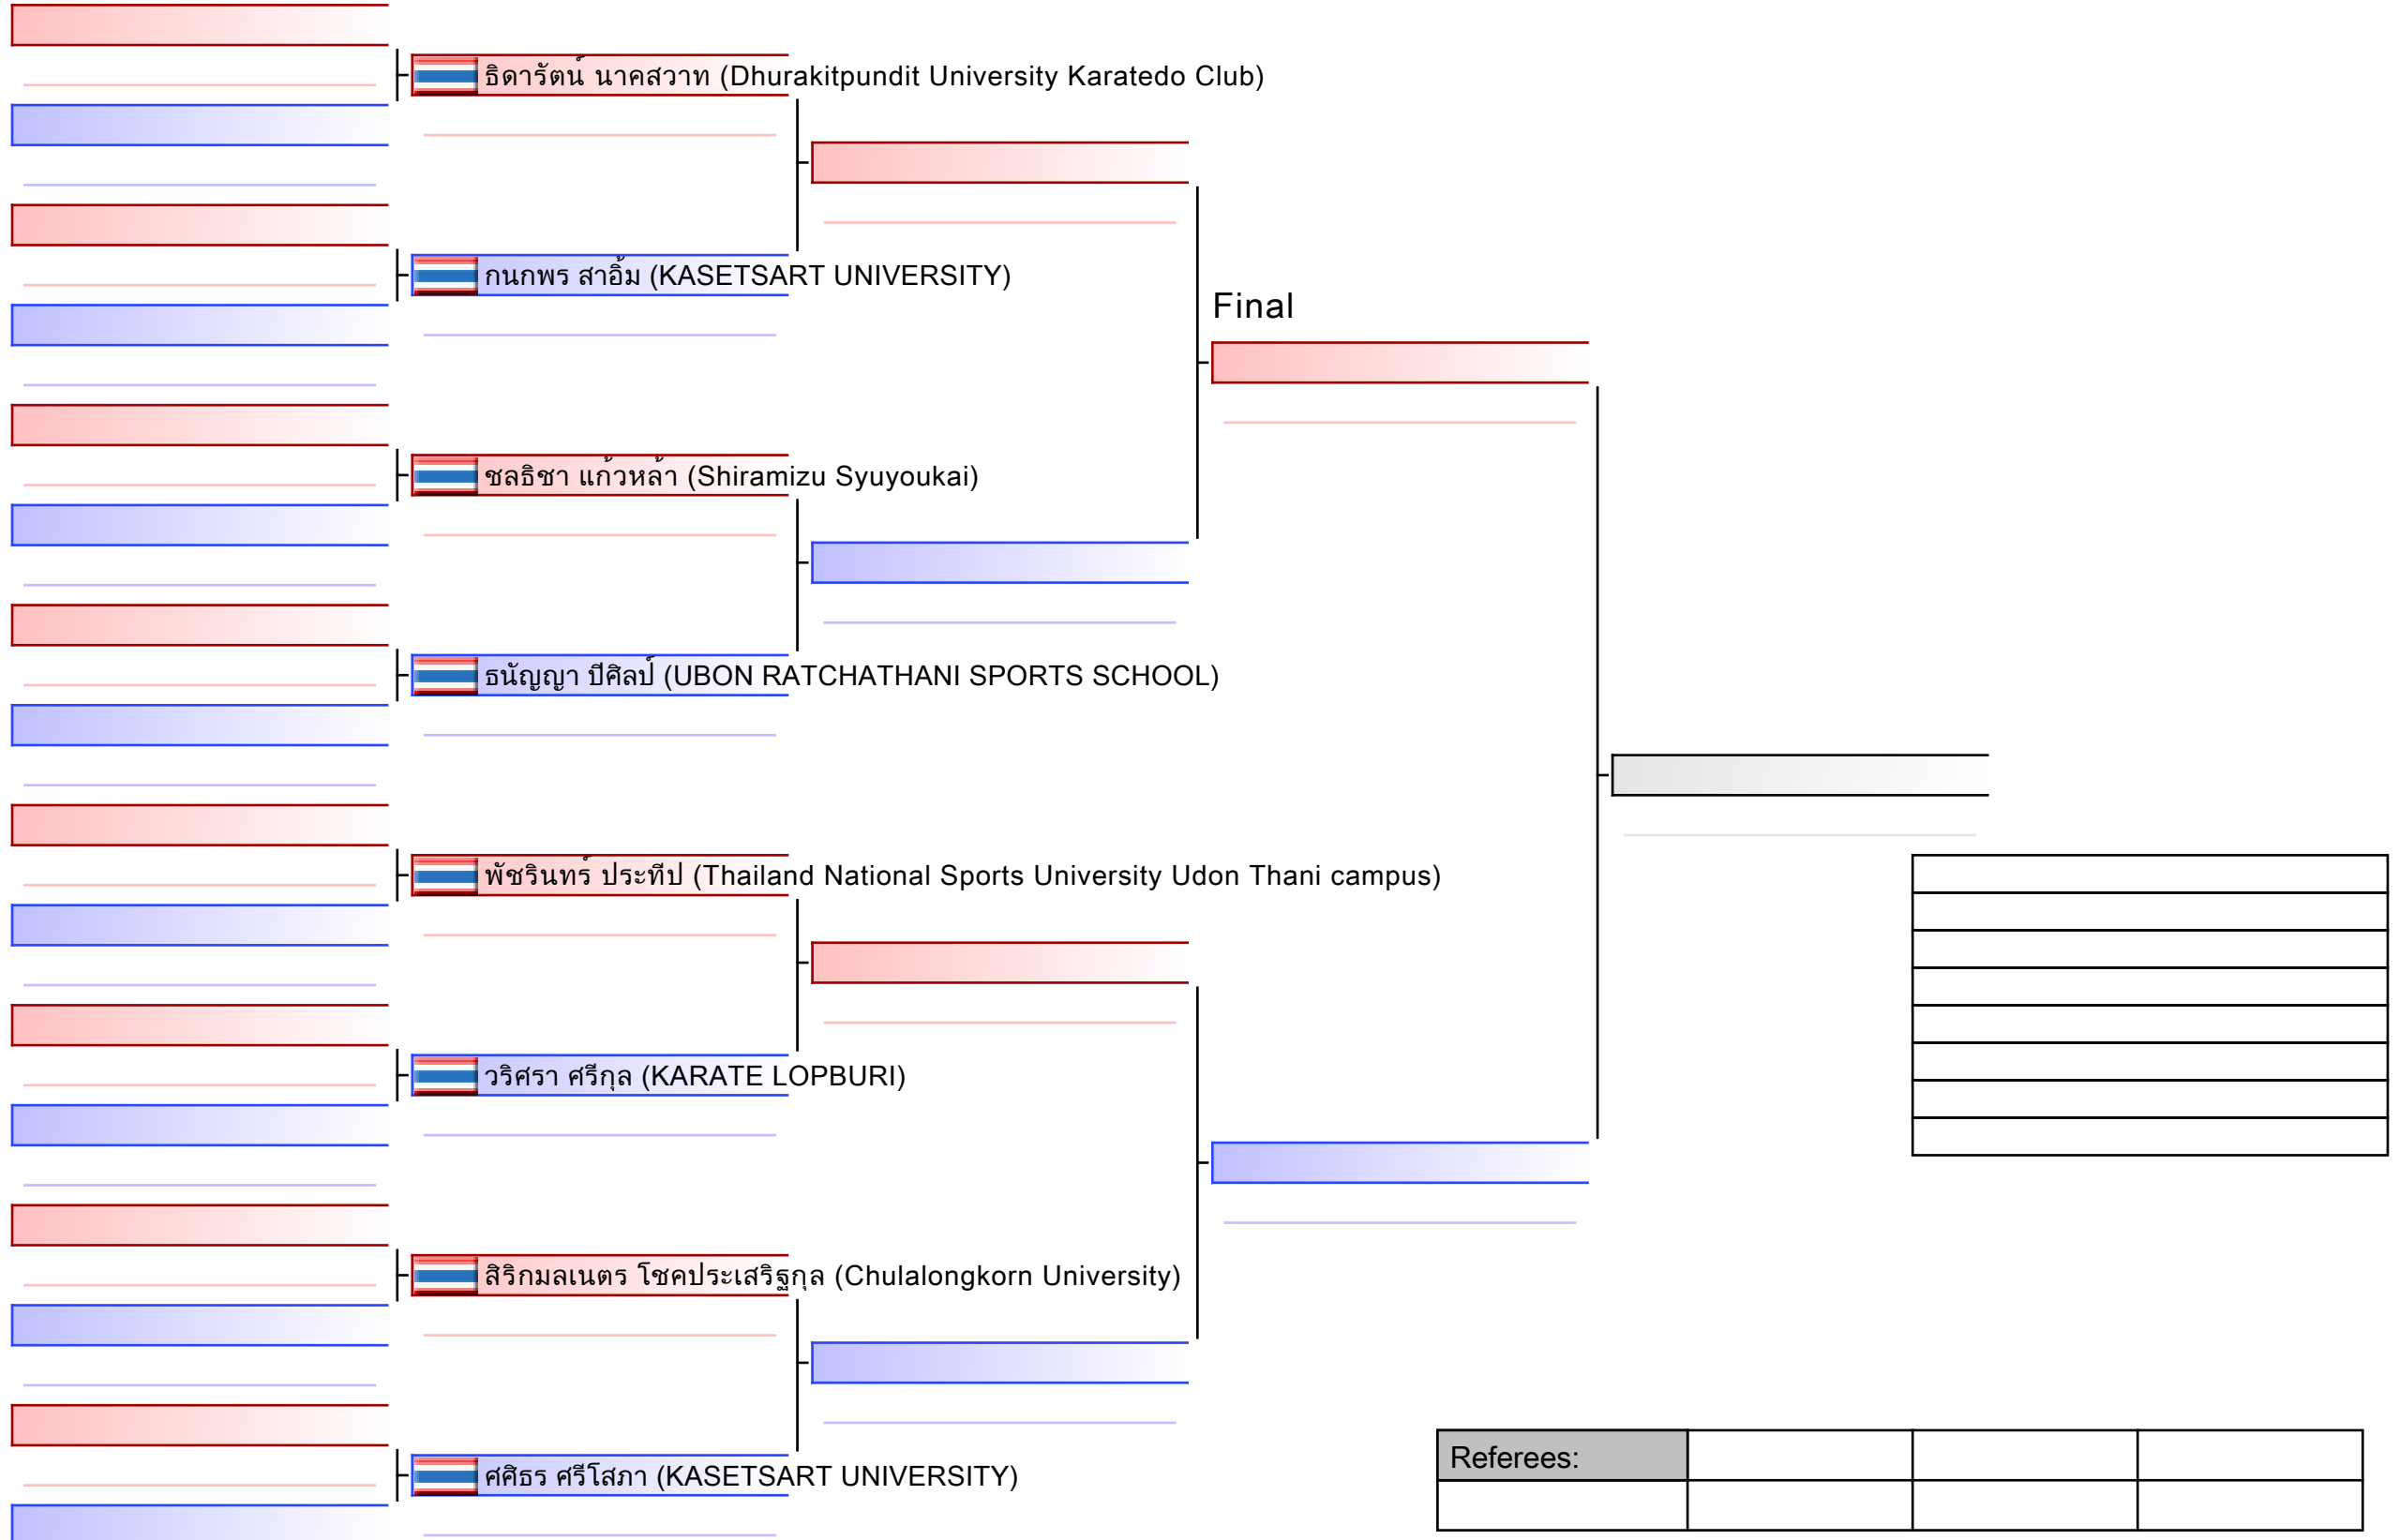 ธิดารัตน์ นาคสวาท (Dhurakitpundit University Karatedo Club)
กนกพร สาอิ้ม (KASETSART UNIVERSITY)
Final
ชลธิชา แก้วหล้า (Shiramizu Syuyoukai)
ธนัญญา ปีศิลป์ (UBON RATCHATHANI SPORTS SCHOOL)
พัชรินทร์ ประทีป (Thailand National Sports University Udon Thani campus)
วริศรา ศรีกุล (KARATE LOPBURI)
สิริกมลเนตร โชคประเสริฐกุล (Chulalongkorn University)
Referees:
ศศิธร ศรีโสภา (KASETSART UNIVERSITY)